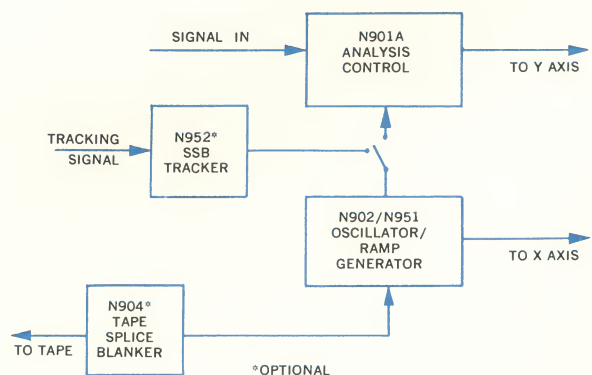 SIGNAL IN
N901A
ANALYSIS
CONTROL
TO Y AXIS
TRACKING
SIGNAL
N952*
SSB
TRACKER
N902/N951
OSCILLATOR/
RAMP
GENERATOR
TO X AXIS
N904*
TAPE
SPLICE
BLANKER
TO TAPE
*OPTIONAL